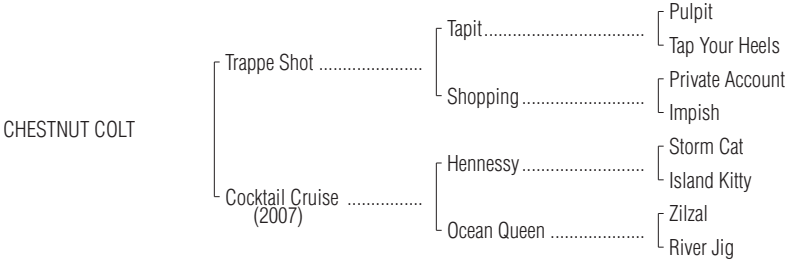 Pulpit
Tapit
Tap Your Heels
Trappe Shot
Private Account
Shopping
Impish
CHESTNUT COLT
Storm Cat
Hennessy
Island Kitty
Cocktail Cruise
(2007)
Zilzal
Ocean Queen
River Jig